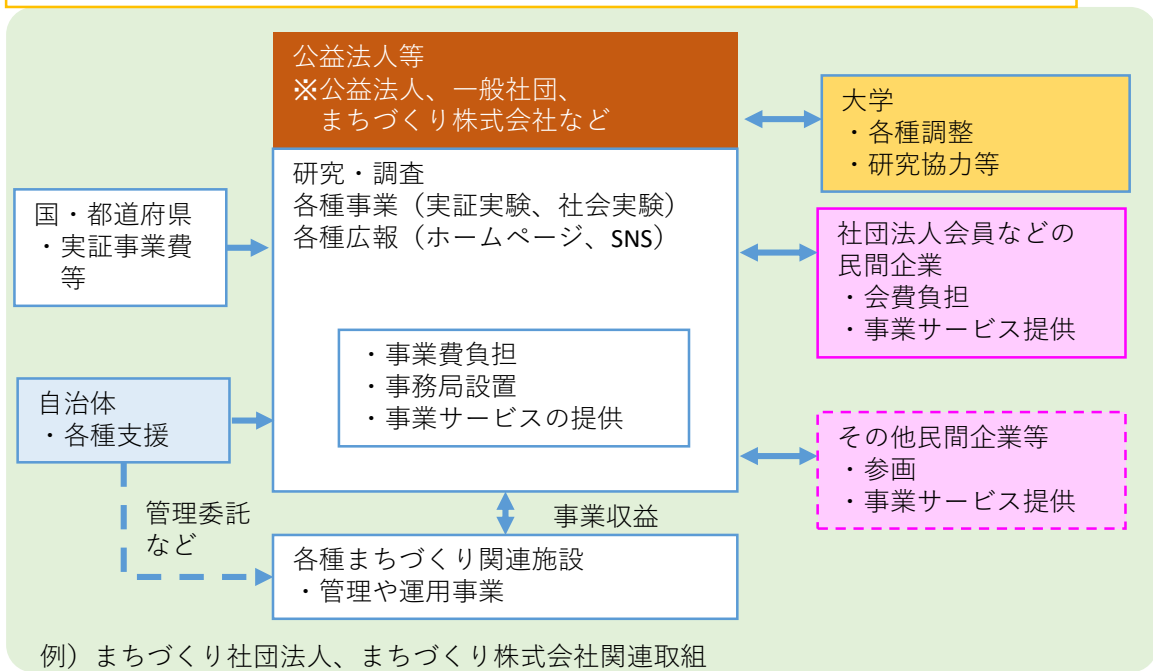 公益法人等
※公益法人、一般社団、
まちづくり株式会社など
研究・調査
各種事業（実証実験、社会実験）
各種広報（ホームページ、SNS）
・事業費負担
・事務局設置
・事業サービスの提供
国・都道府県
・実証事業費
等
自治体
・各種支援
管理委託
など
事業収益
各種まちづくり関連施設
・管理や運用事業
大学
・各種調整
・研究協力等
社団法人会員などの
民間企業
・会費負担
・事業サービス提供
その他民間企業等
・参画
・事業サービス提供
例）まちづくり社団法人、まちづくり株式会社関連取組